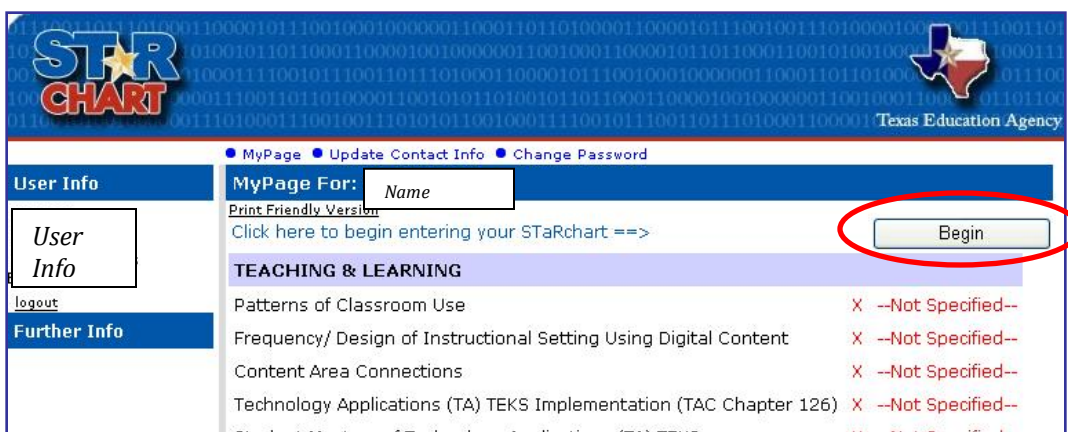 STAR
CHART
Texas Education Agency
MyPage Update Contact Info Change Password
User Info
User
Info
logout
Further Info
MyPage For: Name
Print Friendly Version
Click here to begin entering your STaRchart ==>
Begin
TEACHING & LEARNING
Patterns of Classroom Use X --Not Specified--
Frequency/ Design of Instructional Setting Using Digital Content X --Not Specified--
Content Area Connections X --Not Specified--
Technology Applications (TA) TEKS Implementation (TAC Chapter 126) X --Not Specified--